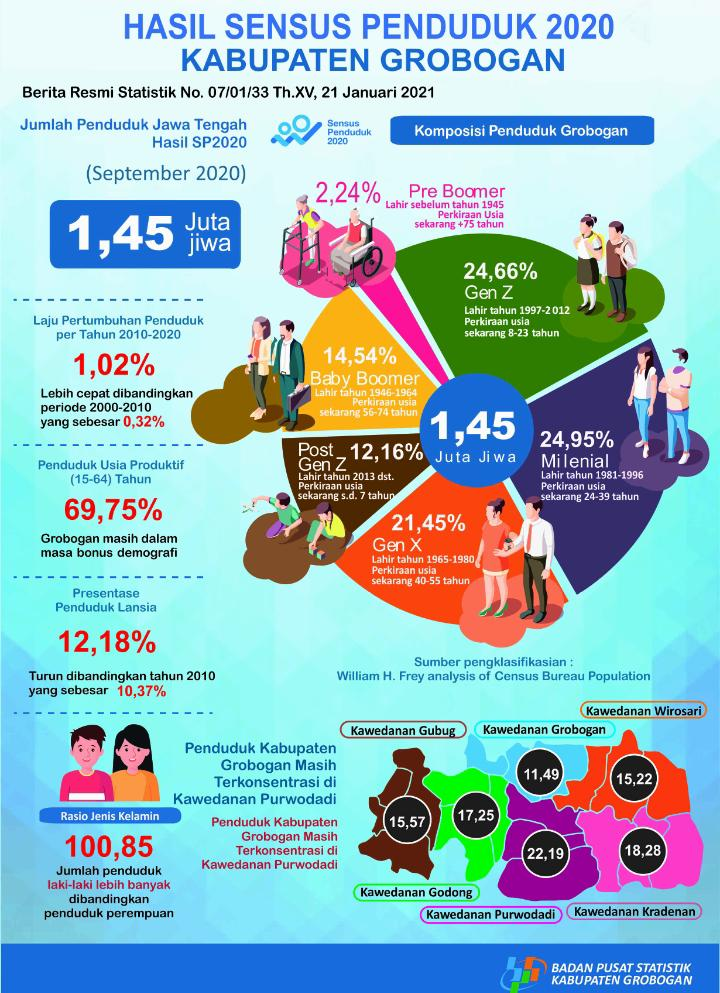 HASIL SENSUS PENDUDUK 2020
KABUPATEN GROBOGAN
Berita Resmi Statistik No. 07/01/33 Th.XV, 21 Januari 2021
Jumlah Penduduk Jawa Tengah
Hasil SP2020
(September 2020)
1,45 Juta
jiwa
Sensus
Penduduk
2020
Komposisi Penduduk Grobogan
2,24% Pre Boomer
Lahir sebelum tahun 1945
Perkiraan Usia
sekarang +75 tahun
24,66%
Gen Z
Lahir tahun 1997-2012
Perkiraan usia
sekarang 8-23 tahun
14,54%
Baby Boomer
Lahir tahun 1946-1964
Perkiraan usia
sekarang 56-74 tahun
1,45
Juta Jiwa
24,95%
Milenial
Lahir tahun 1981-1996
Perkiraan usia
sekarang 24-39 tahun
Post
Gen Z 12,16%
Lahir tahun 2013 dst.
Perkiraan usia
sekarang s.d. 7 tahun
21,45%
Gen X
Lahir tahun 1965-1980
Perkiraan usia
sekarang 40-55 tahun
Sumber pengklasifikasian :
William H. Frey analysis of Census Bureau Population
Laju Pertumbuhan Penduduk
per Tahun 2010-2020
1,02%
Lebih cepat dibandingkan
periode 2000-2010
yang sebesar 0,32%
Penduduk Usia Produktif
(15-64) Tahun
69,75%
Grobogan masih dalam
masa bonus demografi
Presentase
Penduduk Lansia
12,18%
Turun dibandingkan tahun 2010
yang sebesar 10,37%
Rasio Jenis Kelamin
100,85
Jumlah penduduk
laki-laki lebih banyak
dibandingkan
penduduk perempuan
Penduduk Kabupaten
Grobogan Masih
Terkonsentrasi di
Kawedanan Purwodadi
Penduduk Kabupaten
Grobogan Masih
Terkonsentrasi di
Kawedanan Purwodadi
Kawedanan Wirosari
Kawedanan Gubug
Kawedanan Grobogan
11,49
15,22
15,57
17,25
22,19
18,28
Kawedanan Godong
Kawedanan Purwodadi
Kawedanan Kradenan
BADAN PUSAT STATISTIK
KABUPATEN GROBOGAN